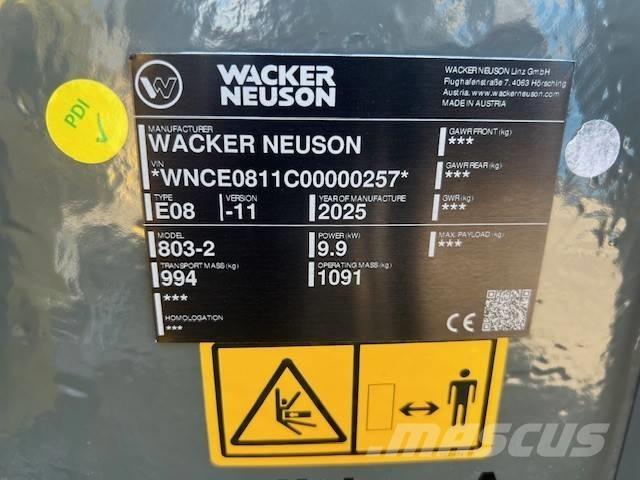 PDI
W
WACKER
NEUSON
WACKER NEUSON Linz GmbH
Flughafenstraße 7, 4063 Hörsching
Austria, www.wackerneuson.com
MADE IN AUSTRIA
MANUFACTURER
WACKER NEUSON
VIN
*WNCE0811C00000257*
TYPE VERSION YEAR OF MANUFACTURE
E08 -11 2025
MODEL POWER (kW)
803-2 9.9
TRANSPORT MASS (kg) OPERATING MASS (kg)
994 1091
***
HOMOLOGATION
***
GAWR FRONT (kg)
***
GAWR REAR (kg)
***
GWR (kg)
***
MAX. PAYLOAD (kg)
***
CE
MASCUS